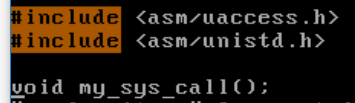 #include <asm/uaccess.h>
#include <asm/unistd.h>
void my_sys_call();